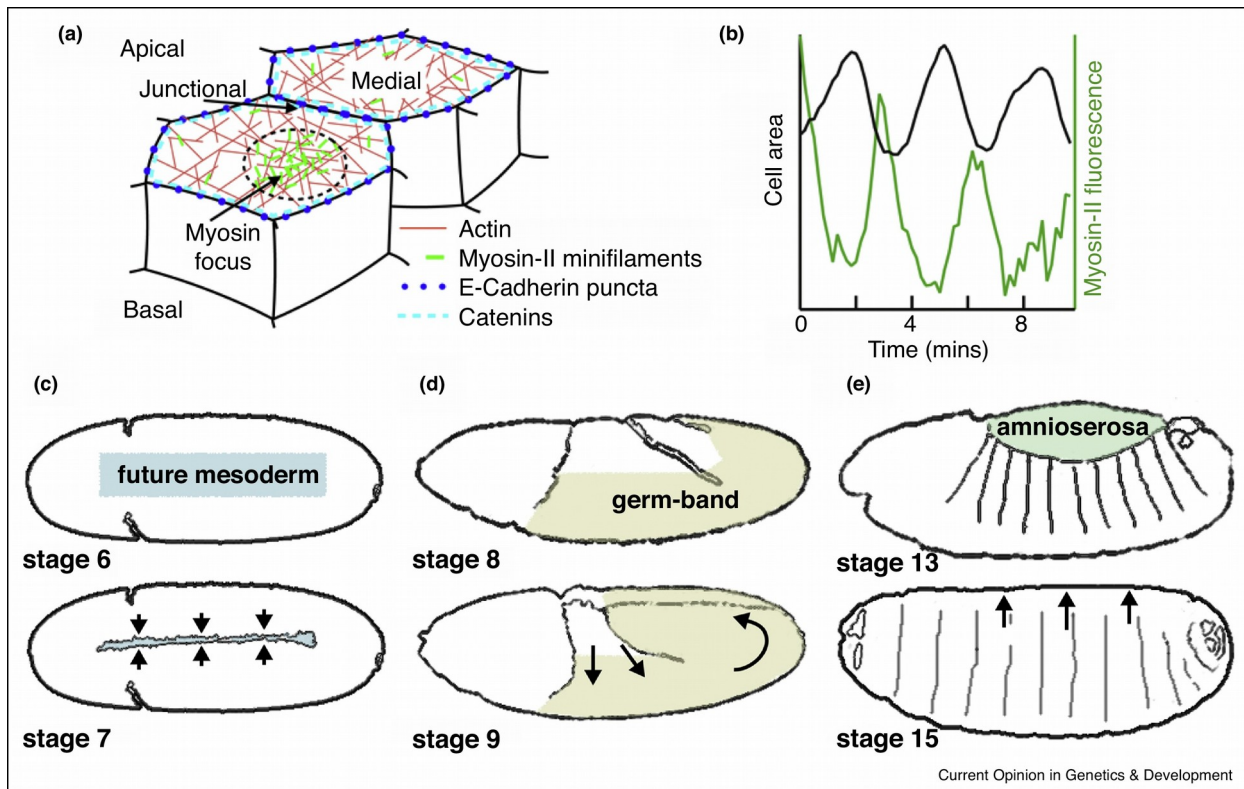 (a)
Apical
Junctional
Medial
Myosin
focus
Basal
Actin
Myosin-II minifilaments
E-Cadherin puncta
Catenins
(b)
Cell area
Myosin-II fluorescence
0
4
8
Time (mins)
(c)
future mesoderm
stage 6
stage 7
(d)
germ-band
stage 8
stage 9
(e)
amnioserosa
stage 13
stage 15
Current Opinion in Genetics & Development